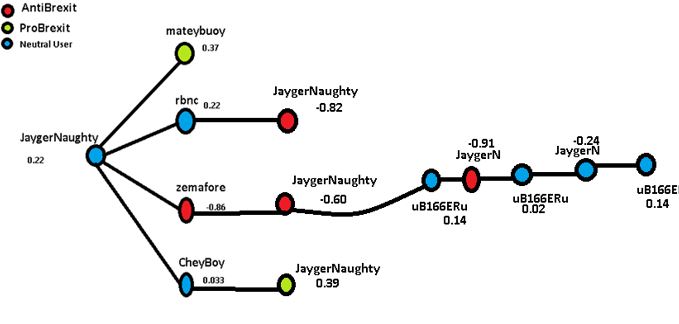 AntiBrexit
ProBrexit
Neutral User
mateybuoy
0.37
rbnc 0.22
JaygerNaughty
-0.82
JaygerNaughty
0.22
zemafore
-0.86
JaygerNaughty
-0.60
CheyBoy
0.033
JaygerNaughty
0.39
uB166ERu
0.14
-0.91
JaygerN
uB166ERu
0.02
-0.24
JaygerN
uB166E
0.14